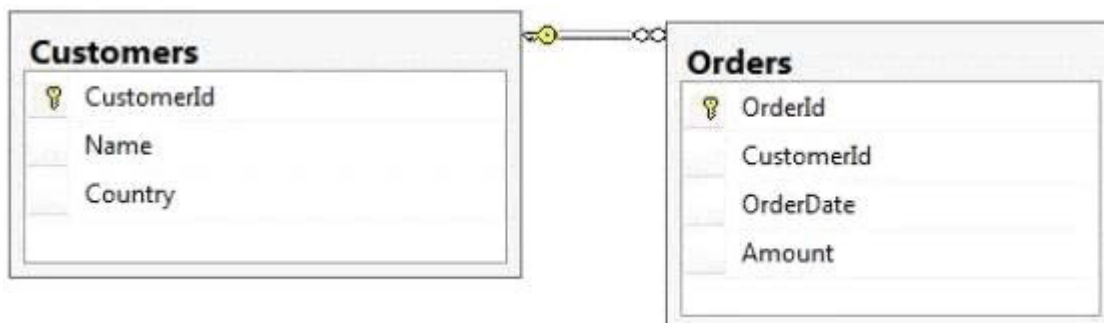 Customers
CustomerId
Name
Country
Orders
OrderId
CustomerId
OrderDate
Amount